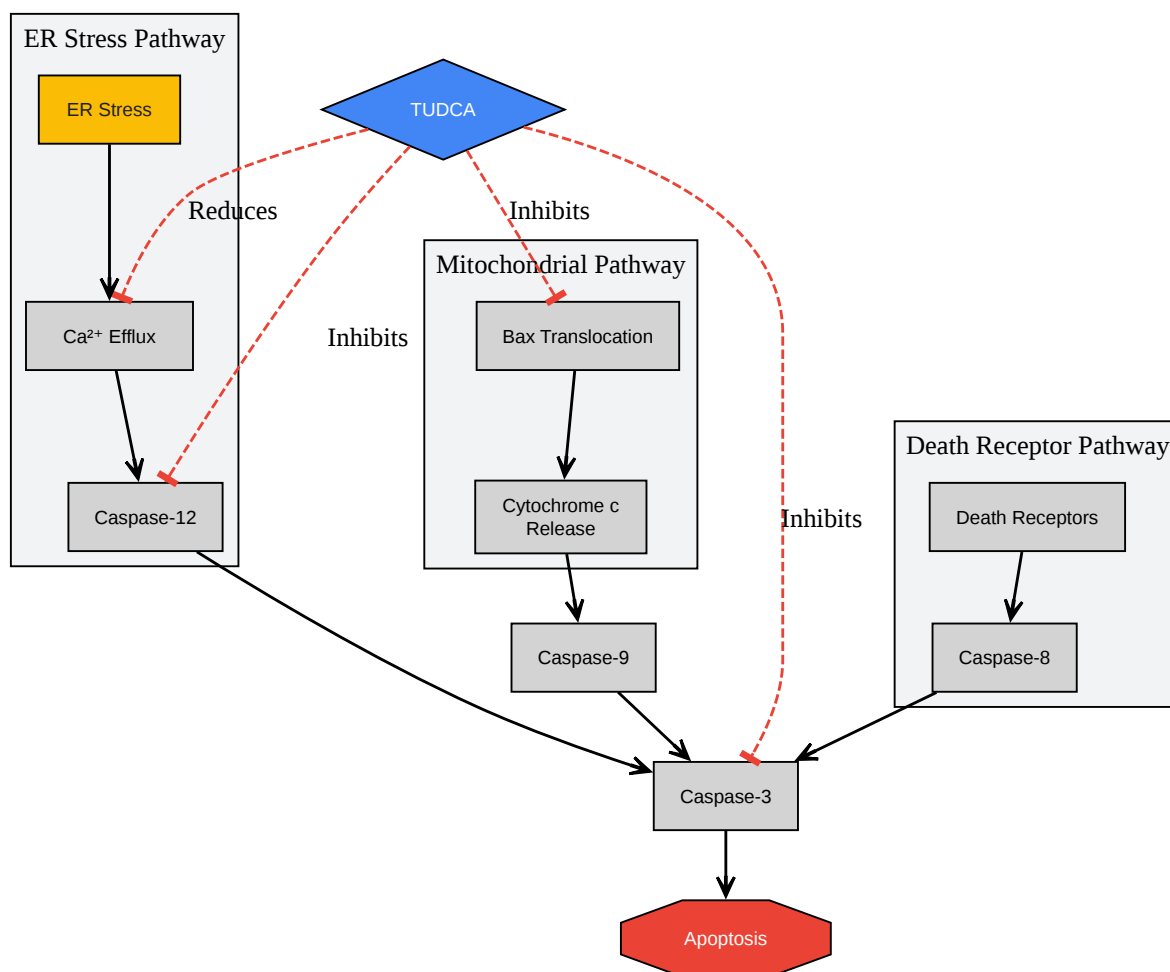 ER Stress Pathway
ER Stress
TUDCA
Reduces
Inhibits
Mitochondrial Pathway
Ca²⁺ Efflux
Inhibits
Bax Translocation
Death Receptor Pathway
Caspase-12
Cytochrome c
Release
Inhibits
Death Receptors
Caspase-9
Caspase-8
Caspase-3
Apoptosis